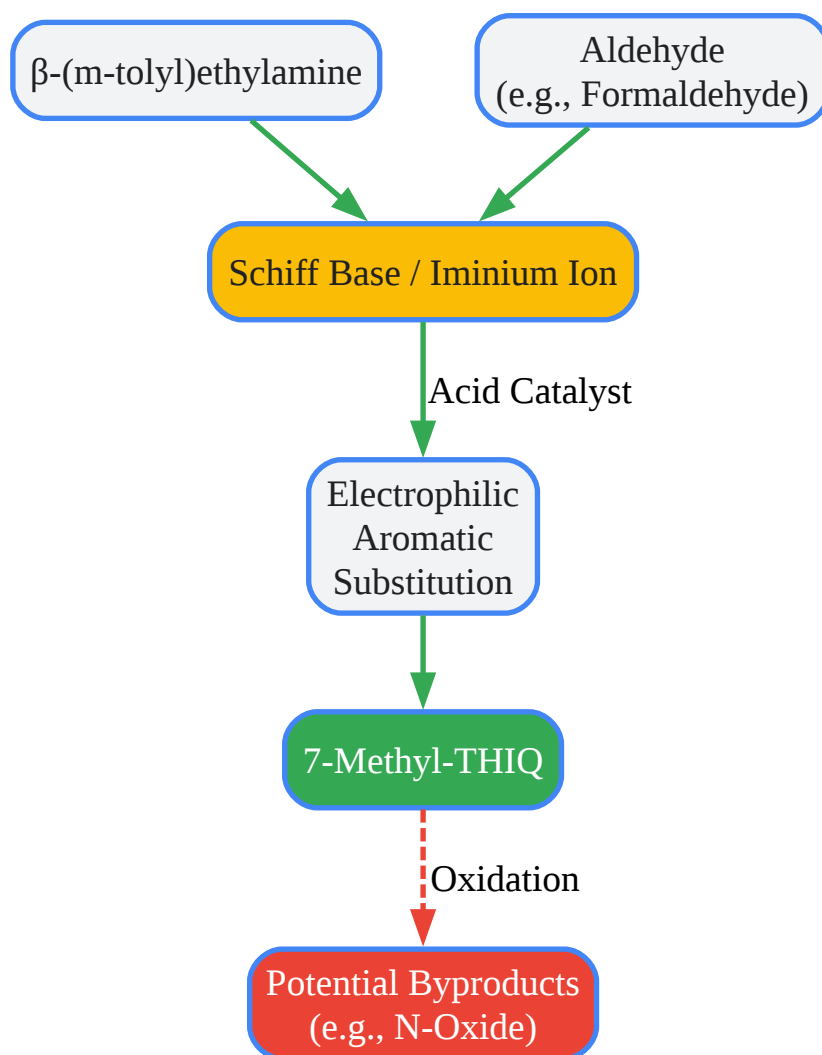 β-(m-tolyl)ethylamine
Aldehyde
(e.g., Formaldehyde)
Schiff Base / Iminium Ion
Acid Catalyst
Electrophilic
Aromatic
Substitution
7-Methyl-THIQ
Oxidation
Potential Byproducts
(e.g., N-Oxide)